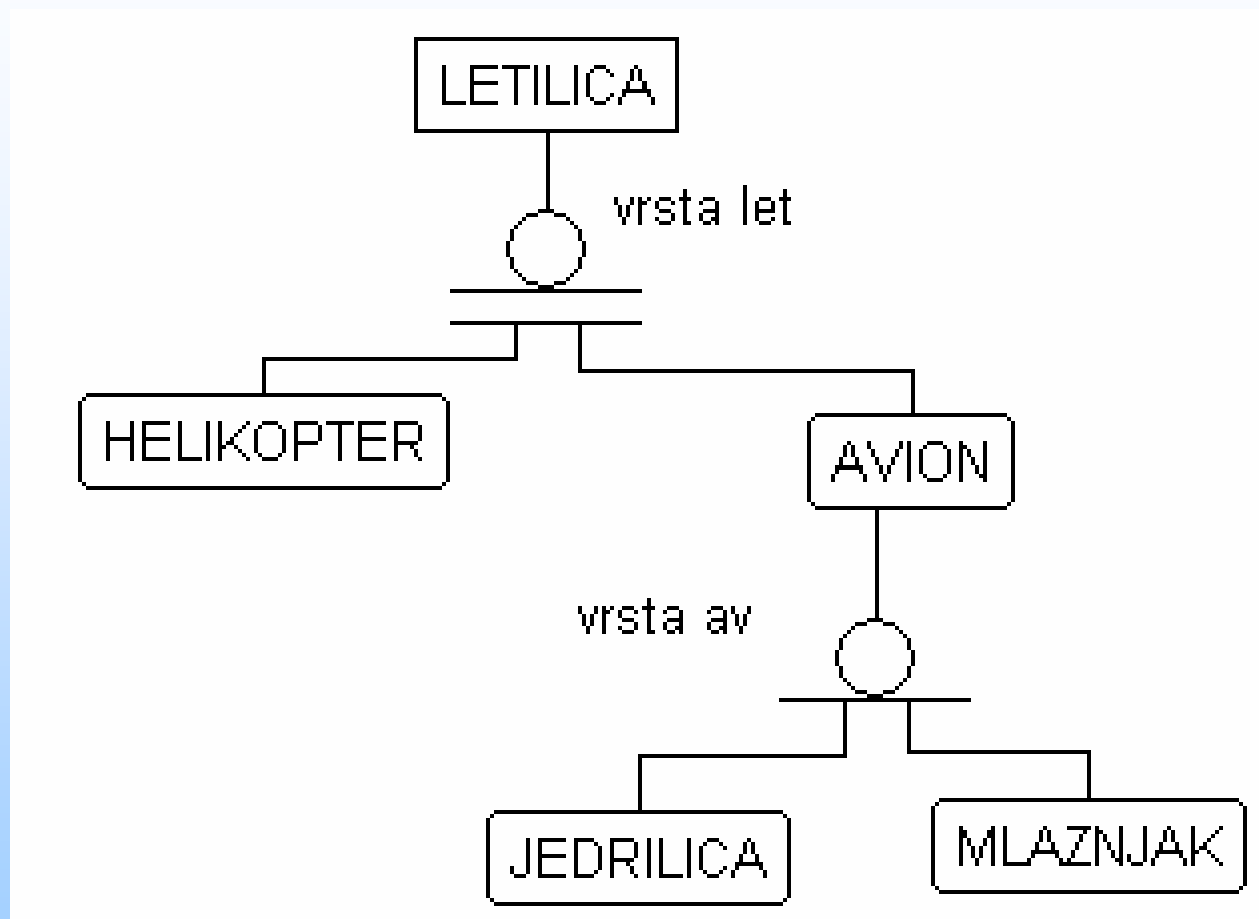 LETILICA
vrsta let
HELIKOPTER
AVION
vrsta av
JEDRILICA
MLAZNJAK